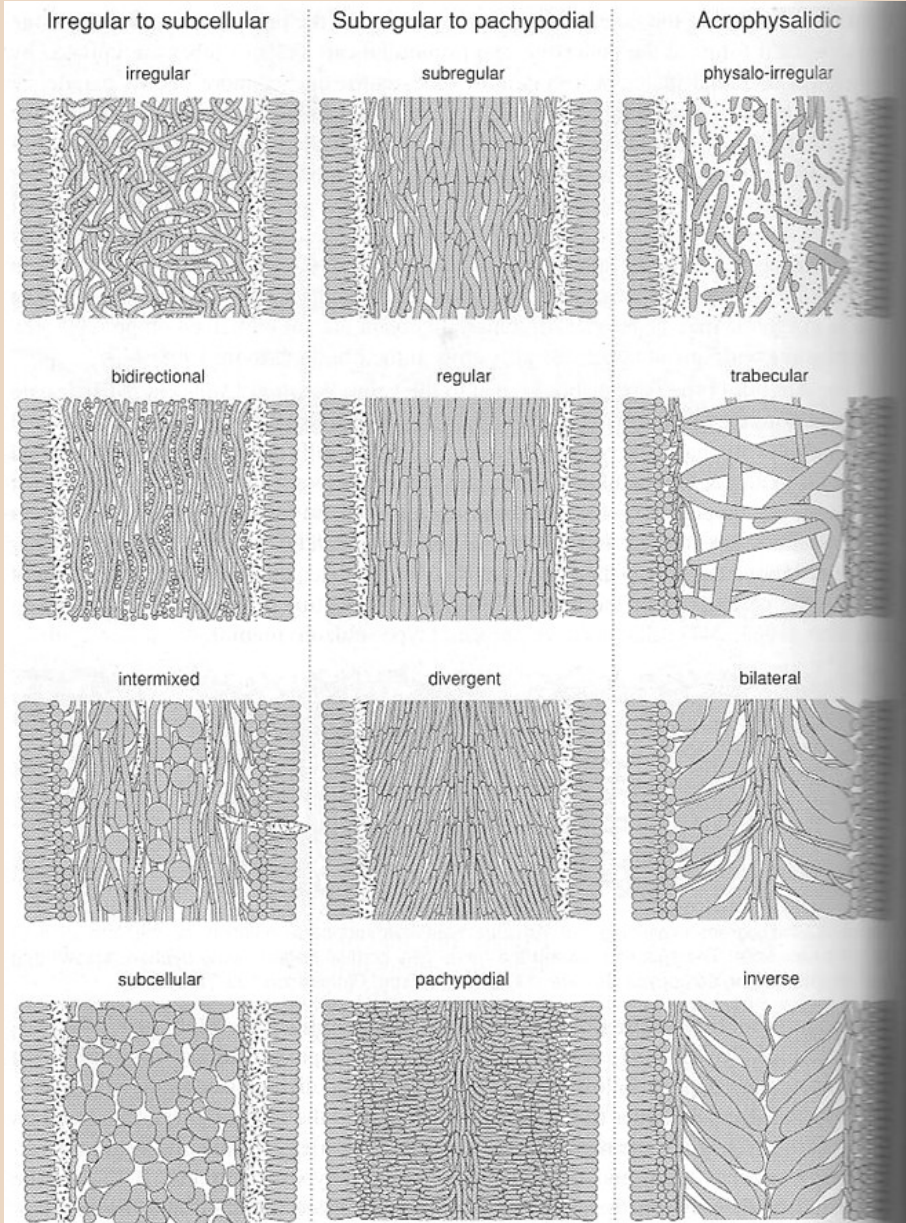 Irregular to subcellular
Subregular to pachypodial
Acrophysalidic
irregular
subregular
physalo-irregular
bidirectional
regular
trabecular
intermixed
divergent
bilateral
subcellular
pachypodial
inverse